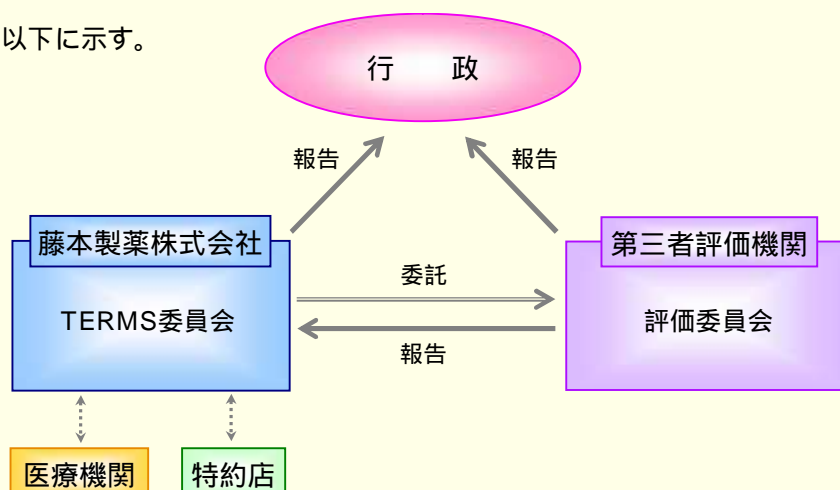 以下に示す。
行 政
報告 報告
藤本製薬株式会社 第三者評価機関
委託
TERMS委員会 評価委員会
報告
医療機関 特約店